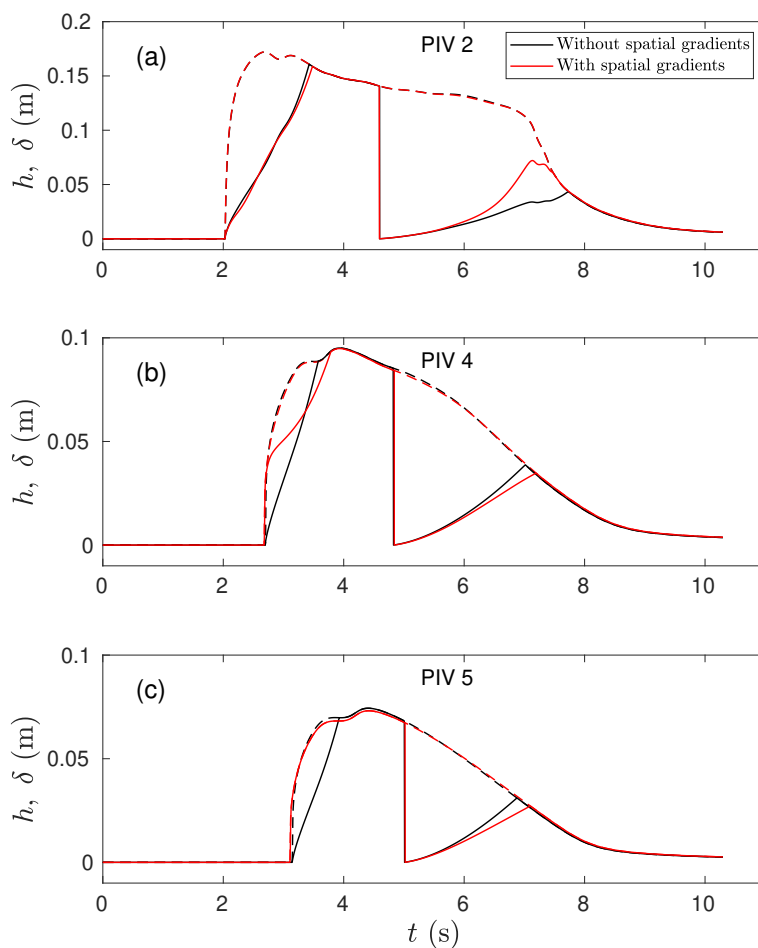 (a)
PIV 2
Without spatial gradients
With spatial gradients
h, δ (m)
0.2
0.15
0.1
0.05
0
0 2 4 6 8 10
(b)
PIV 4
h, δ (m)
0.1
0.05
0
0 2 4 6 8 10
(c)
PIV 5
h, δ (m)
0.1
0.05
0
0 2 4 6 8 10
t (s)